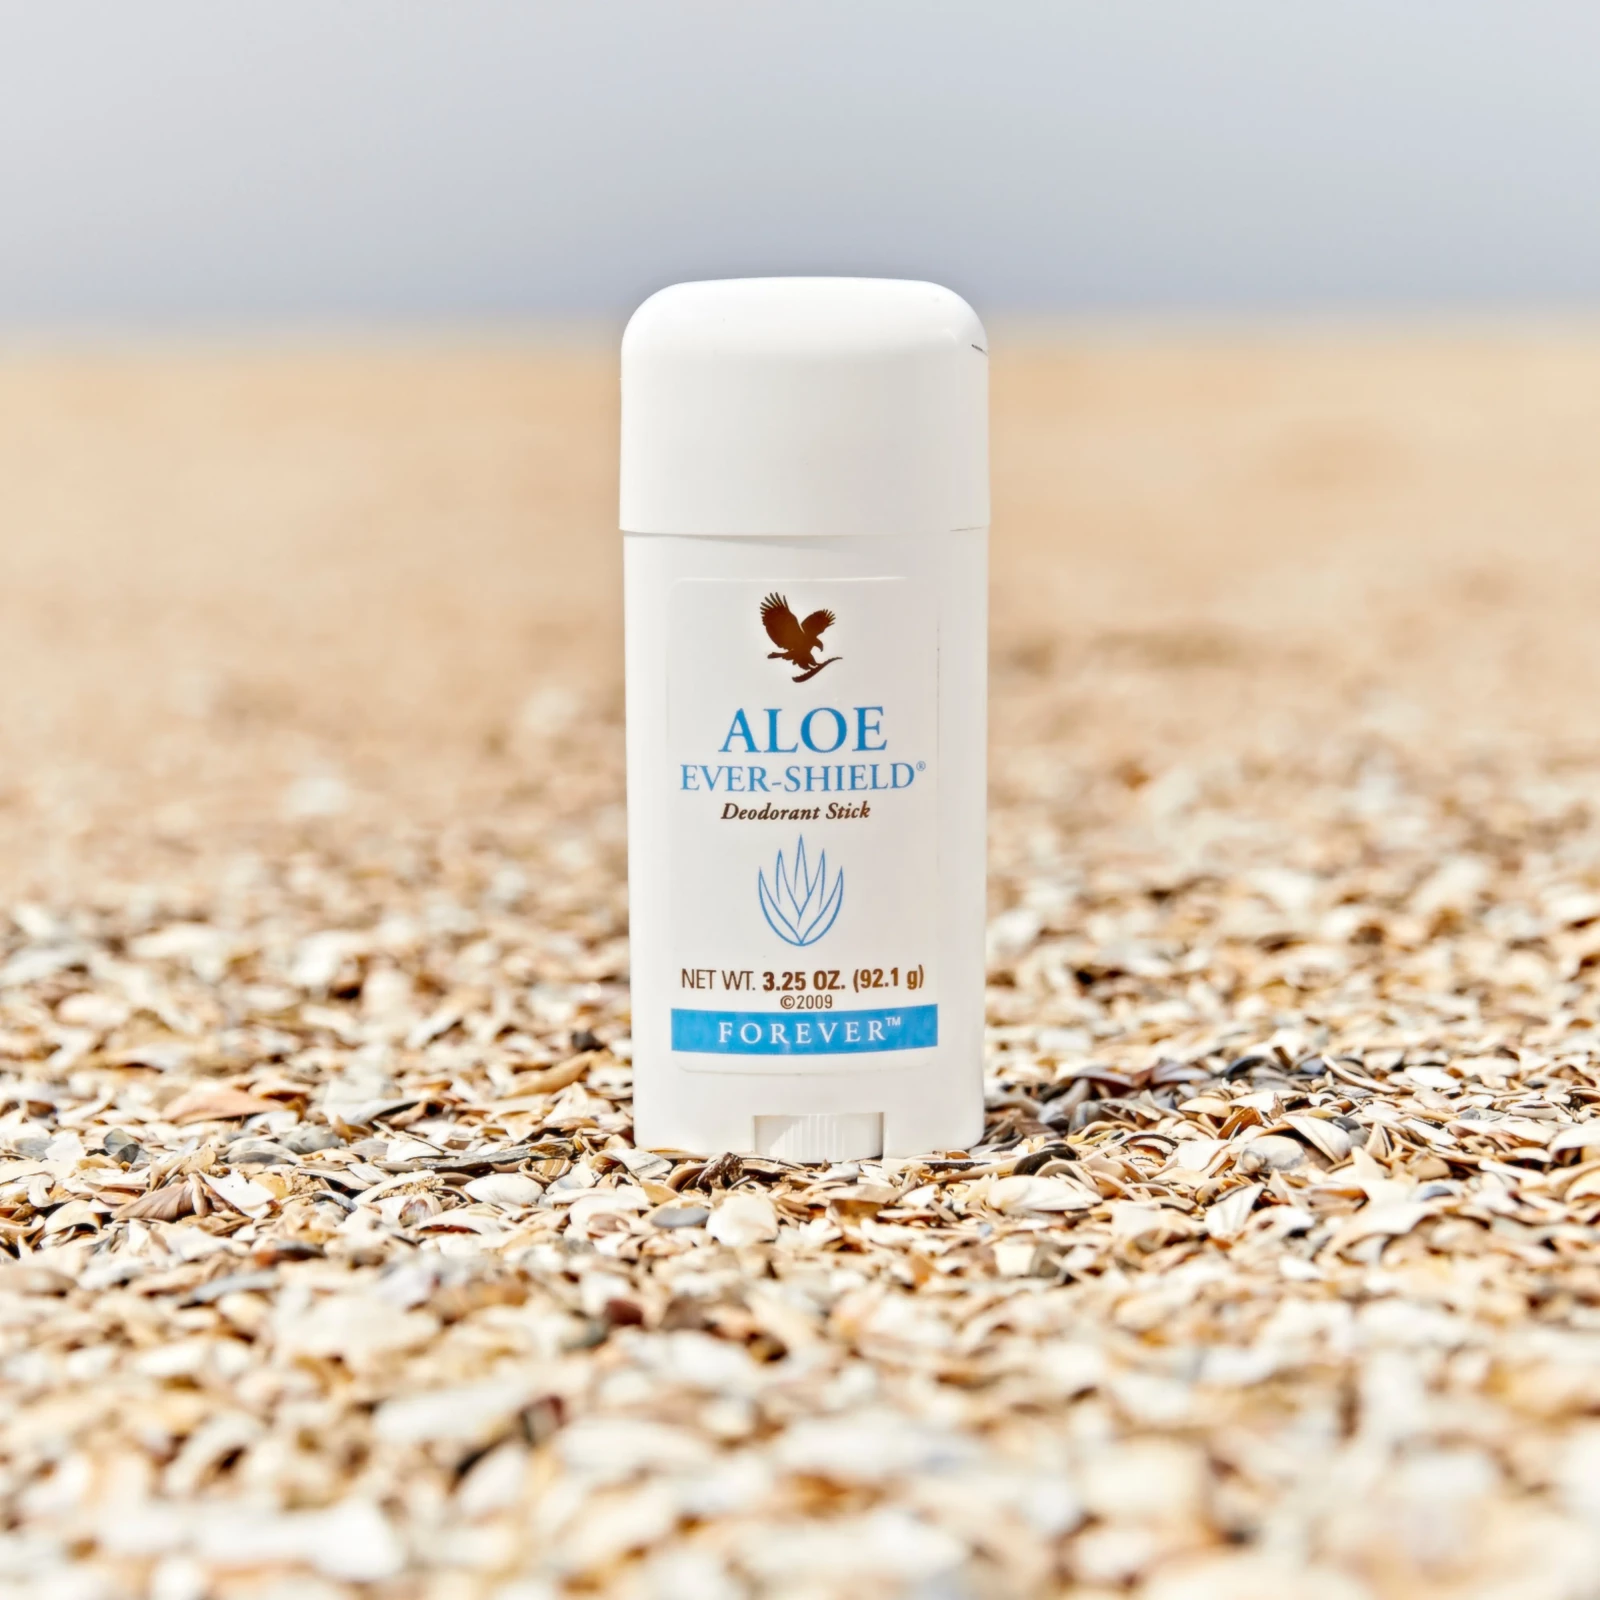 ALOE
EVER-SHIELD®
Deodorant Stick
NET WT. 3.25 OZ. (92.1 g)
©2009
FOREVER™